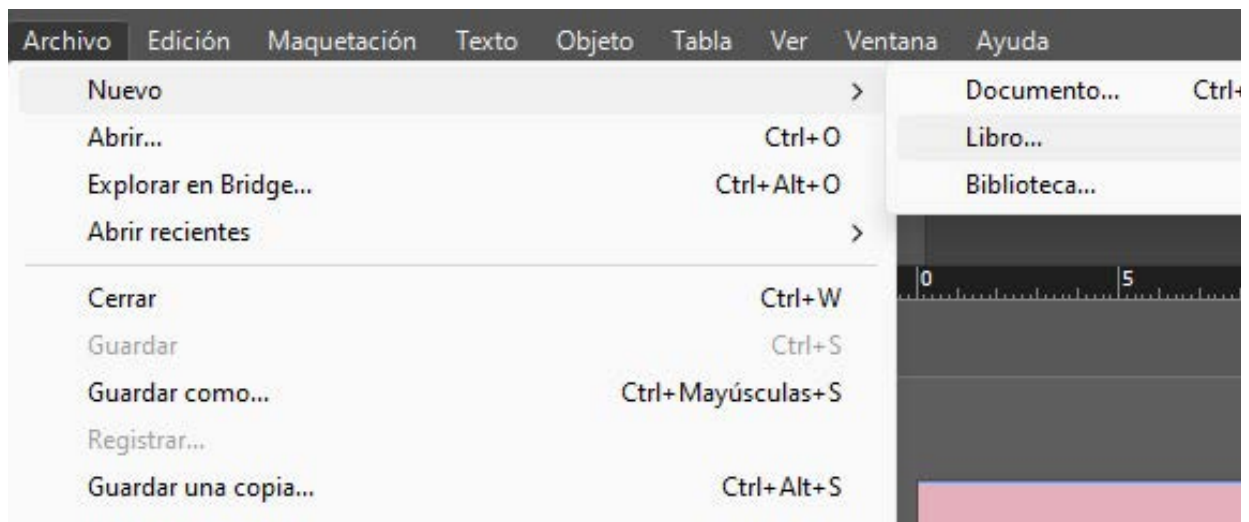 Archivo Edición Maquetación Texto Objeto Tabla Ver Ventana Ayuda
Nuevo > Documento... Ctrl+
Abrir... Ctrl+O Libro...
Explorar en Bridge... Ctrl+Alt+O Biblioteca...
Abrir recientes >
Cerrar Ctrl+W 0 5
Guardar Ctrl+S
Guardar como... Ctrl+Mayúsculas+S
Registrar...
Guardar una copia... Ctrl+Alt+S